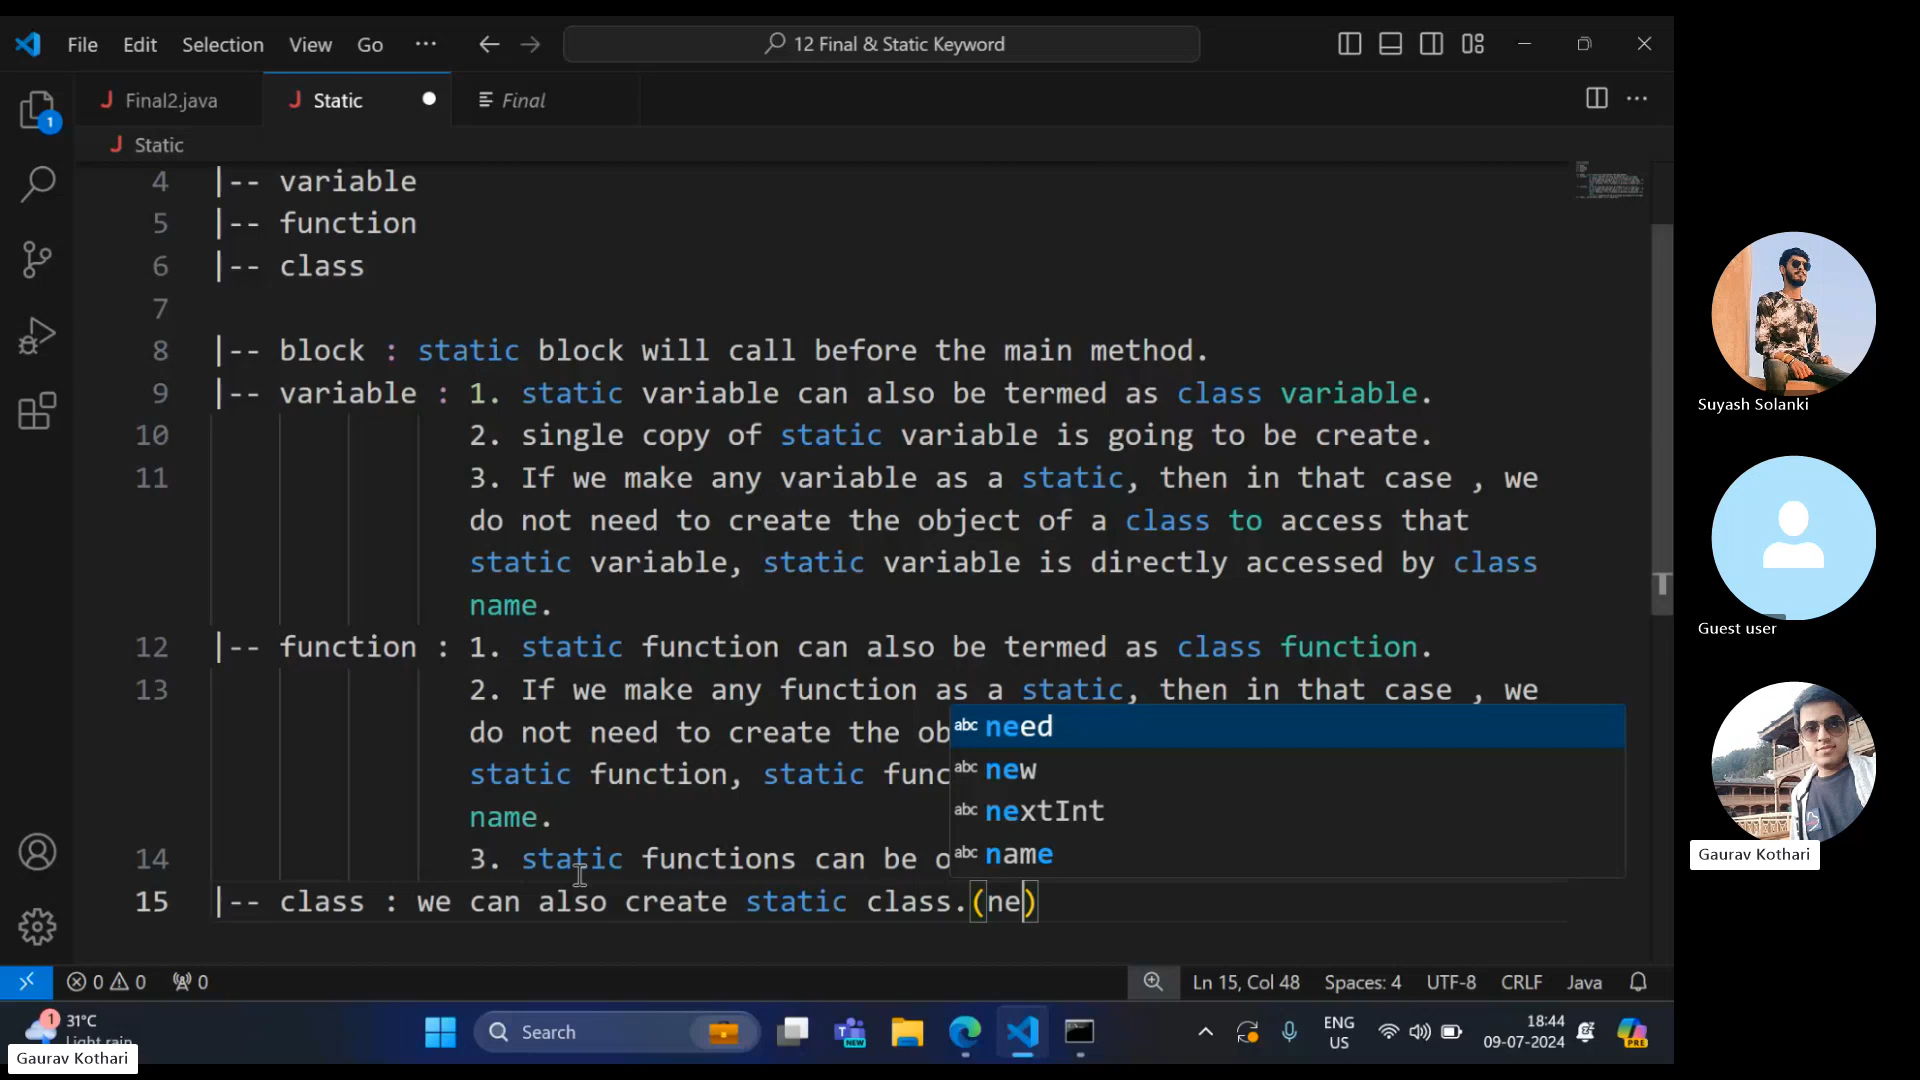 File Edit Selection View Go ··· 12 Final & Static Keyword
Final2.java Static Final
Static
4 |-- variable
5 |-- function
6 |-- class
7
8 |-- block : static block will call before the main method.
9 |-- variable : 1. static variable can also be termed as class variable.
10 2. single copy of static variable is going to be create.
11 3. If we make any variable as a static, then in that case , we
do not need to create the object of a class to access that
static variable, static variable is directly accessed by class
name.
12 |-- function : 1. static function can also be termed as class function.
13 2. If we make any function as a static, then in that case , we
do not need to create the ob
static function, static func
name.
14 3. static functions can be o
15 |-- class : we can also create static class.(ne)
abc need
abc new
abc nextInt
abc name
1
0 0 0
Ln 15, Col 48 Spaces: 4 UTF-8 CRLF Java
1 31°C
Light rain
Search
NEW
ENG
US
18:44
09-07-2024
PRE
Suyash Solanki
Guest user
Gaurav Kothari
Gaurav Kothari